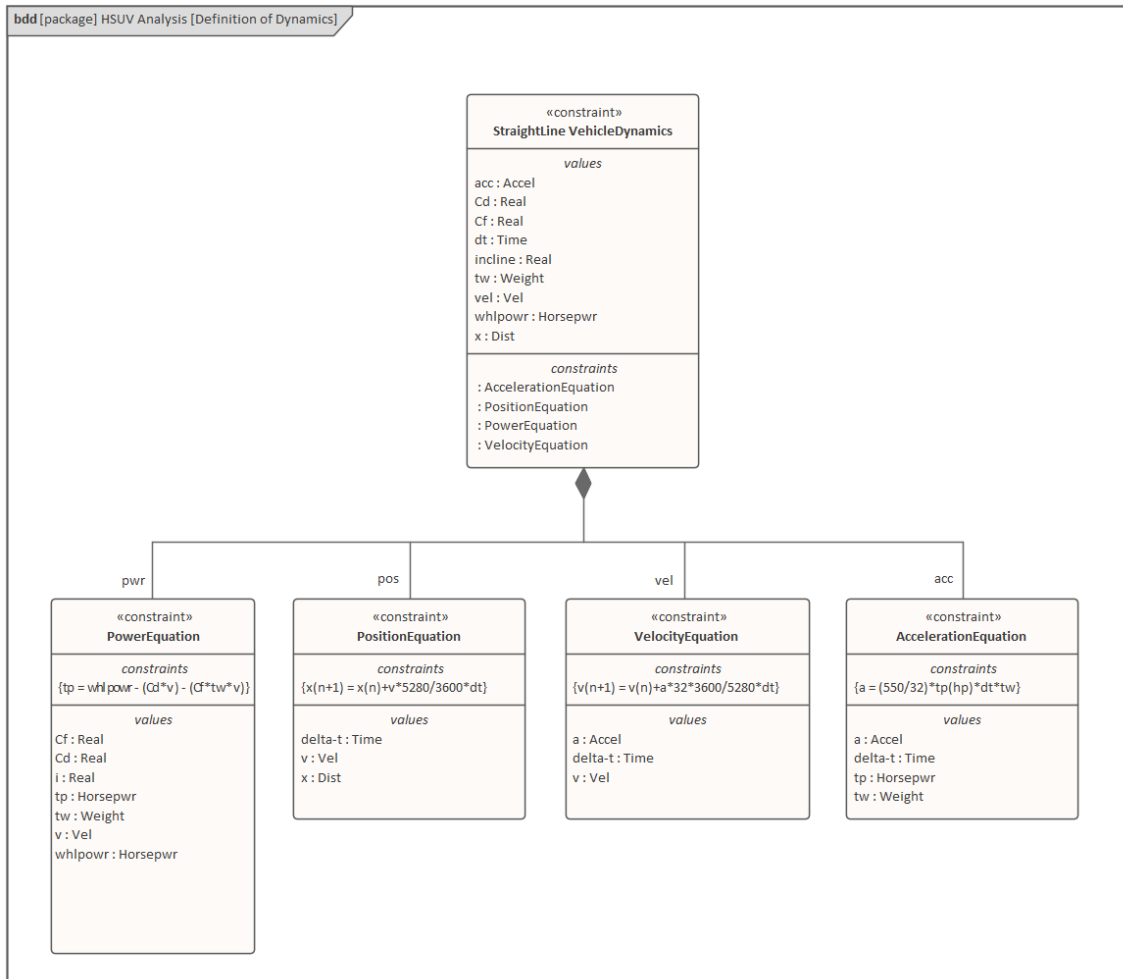 bdd [package] HSUV Analysis [Definition of Dynamics]
«constraint»
StraightLine VehicleDynamics
values
acc : Accel
Cd : Real
Cf : Real
dt : Time
incline : Real
tw : Weight
vel : Vel
whlpowr : Horsepwr
x : Dist
constraints
: AccelerationEquation
: PositionEquation
: PowerEquation
: VelocityEquation
pwr
pos
vel
acc
«constraint»
PowerEquation
constraints
{tp = whlpowr - (Cd*v) - (Cf*tw*v)}
values
Cf : Real
Cd : Real
i : Real
tp : Horsepwr
tw : Weight
v : Vel
whlpowr : Horsepwr
«constraint»
PositionEquation
constraints
{x(n+1) = x(n)+v*5280/3600*dt}
values
delta-t : Time
v : Vel
x : Dist
«constraint»
VelocityEquation
constraints
{v(n+1) = v(n)+a*32*3600/5280*dt}
values
a : Accel
delta-t : Time
v : Vel
«constraint»
AccelerationEquation
constraints
{a = (550/32)*tp(hp)*dt*tw}
values
a : Accel
delta-t : Time
tp : Horsepwr
tw : Weight